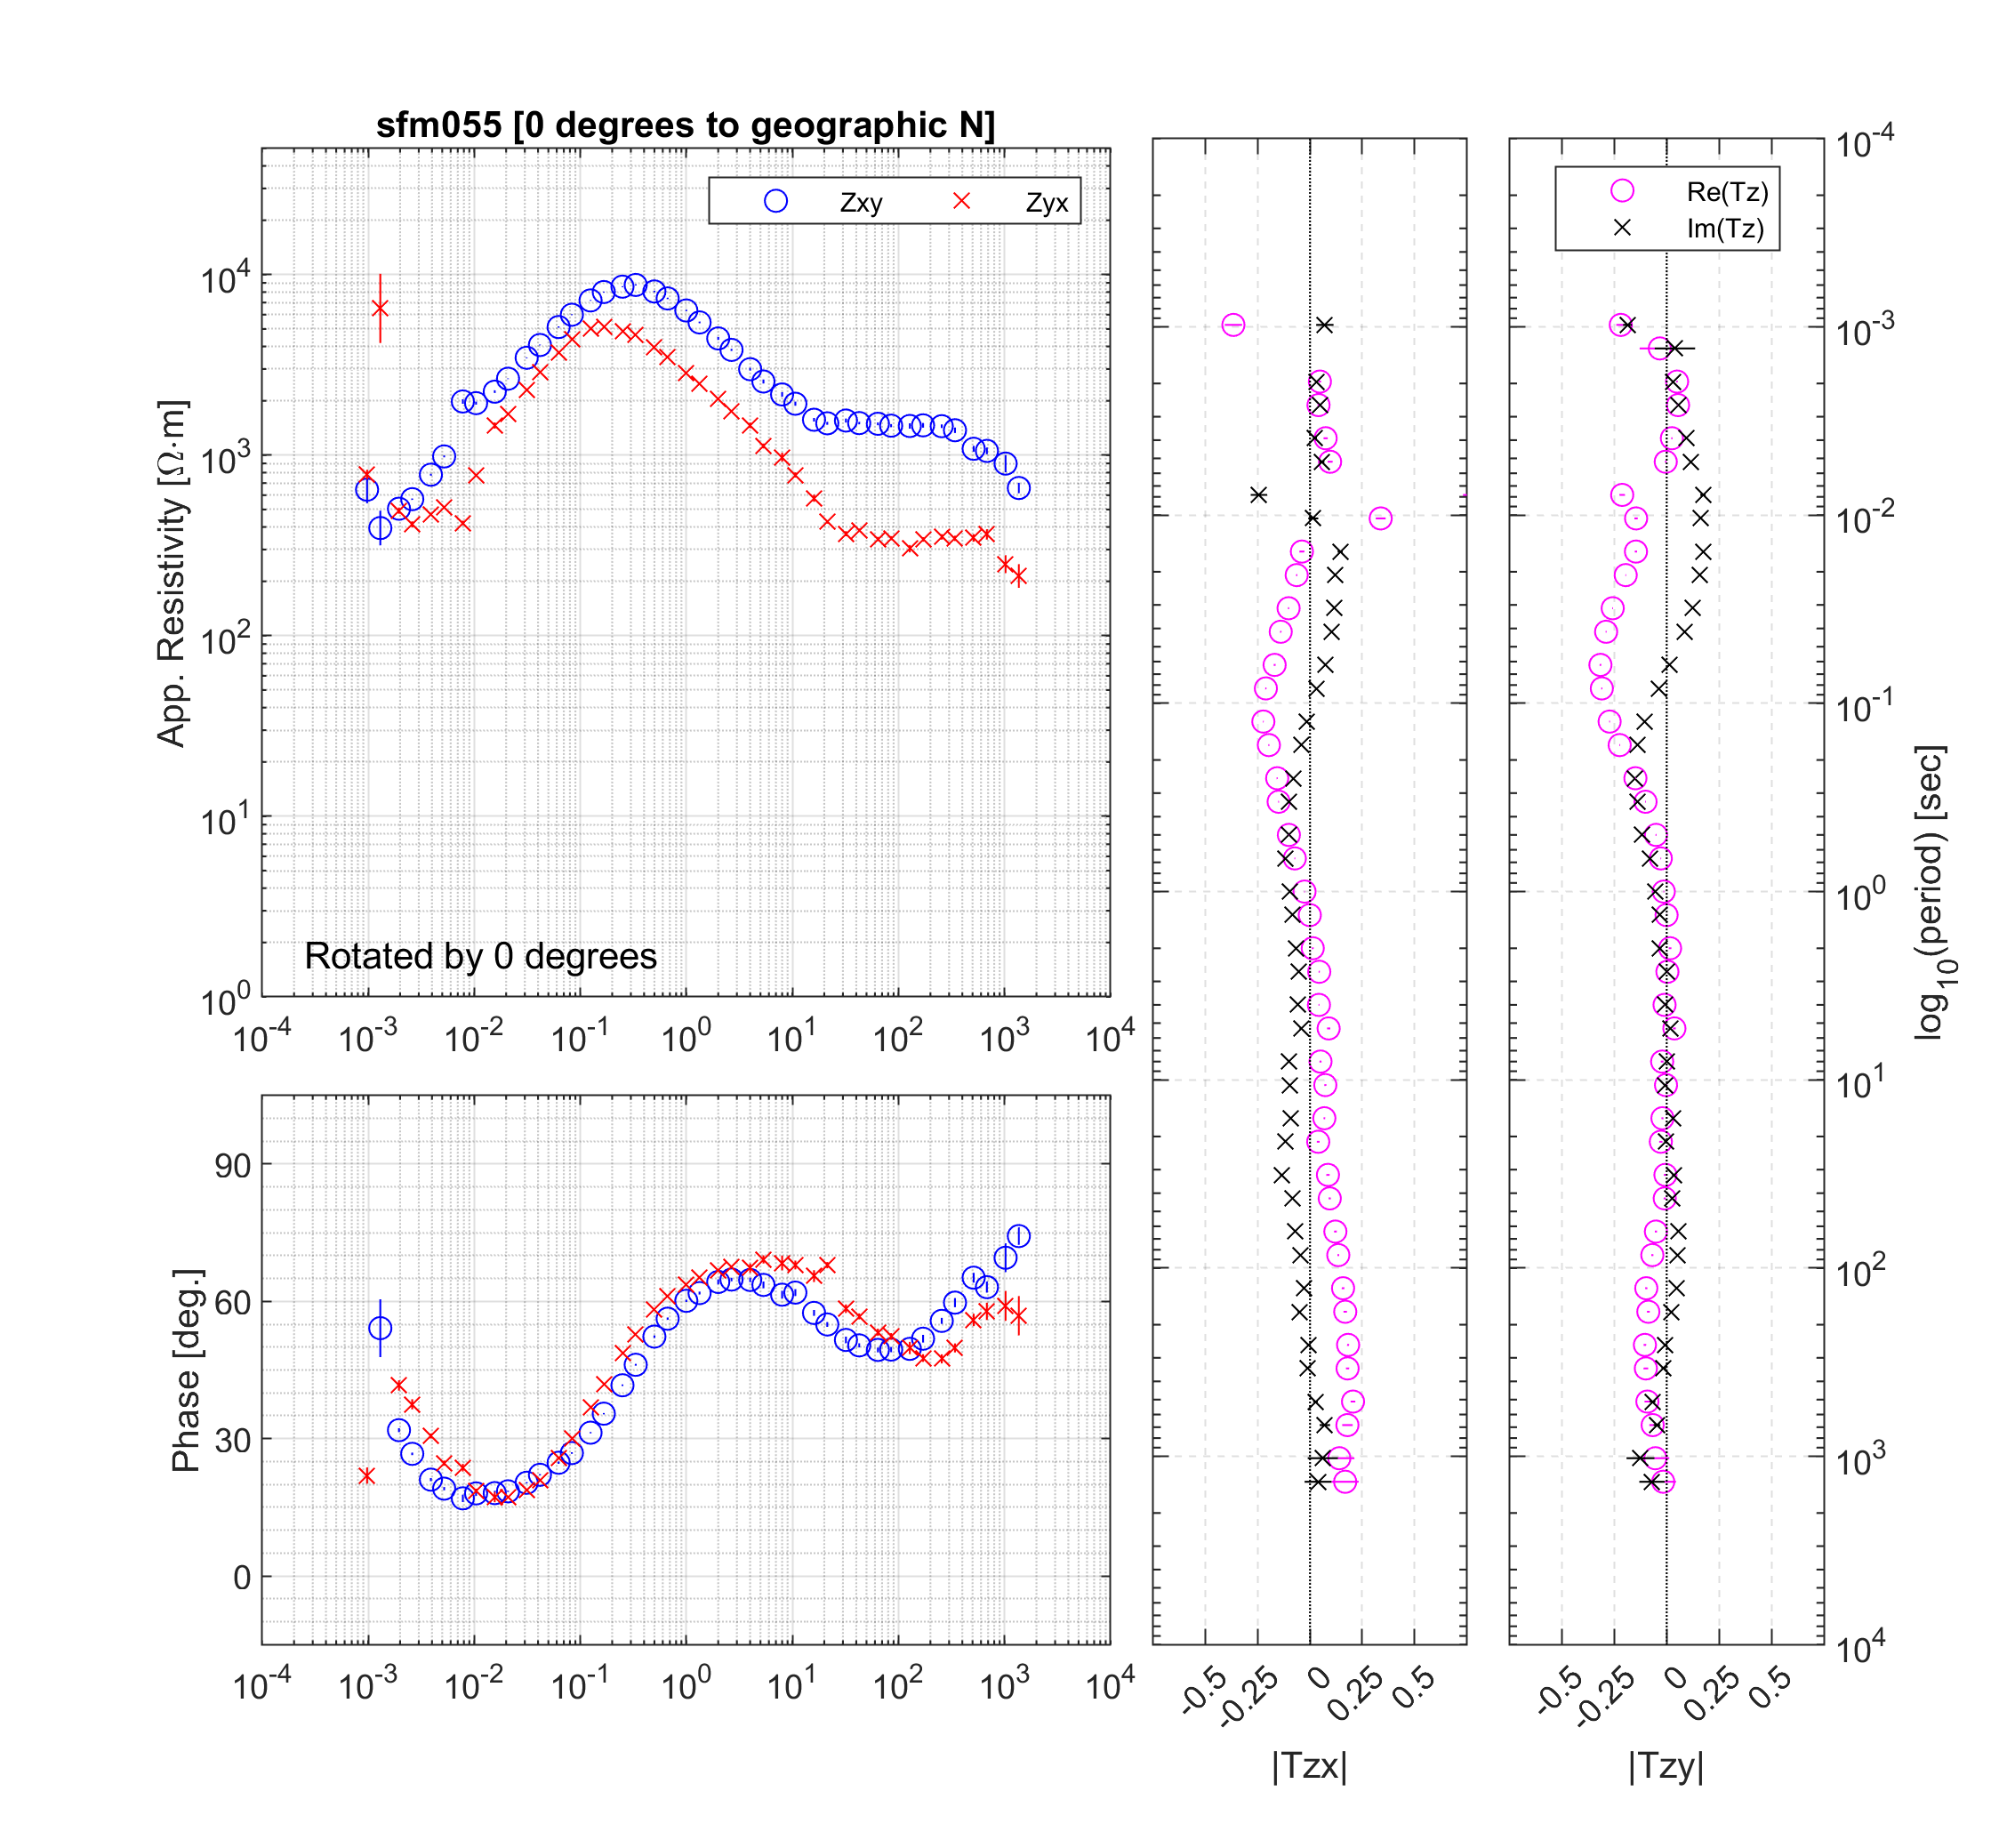 sfm055 [0 degrees to geographic N]
Zxy Zyx
App. Resistivity [Ω·m]
10^4
10^3
10^2
10^1
10^0
Rotated by 0 degrees
10^-4 10^-3 10^-2 10^-1 10^0 10^1 10^2 10^3 10^4
Phase [deg.]
90
60
30
0
10^-4 10^-3 10^-2 10^-1 10^0 10^1 10^2 10^3 10^4
-0.5 -0.25 0 0.25 0.5
|Tzx|
Re(Tz)
Im(Tz)
-0.5 -0.25 0 0.25 0.5
|Tzy|
10^-4
10^-3
10^-2
10^-1
10^0
10^1
10^2
10^3
10^4
log10(period) [sec]